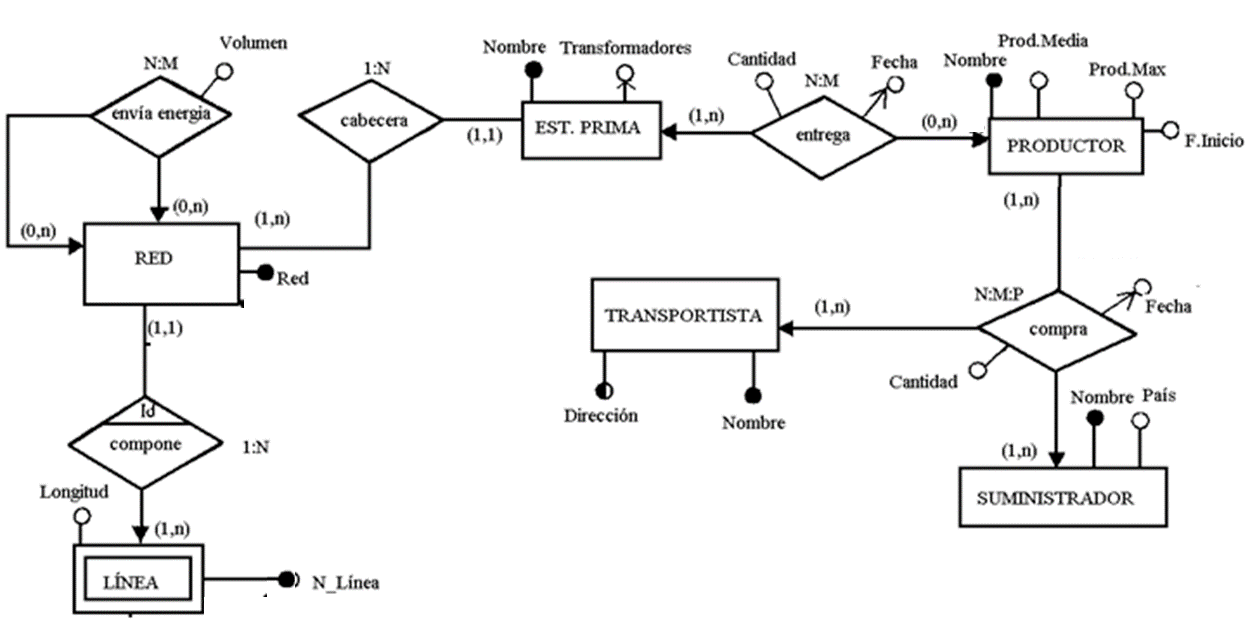 Volumen
N:M
envía energia
(0,n)
(0,n)
RED
Red
(1,1)
Id
compone
1:N
Longitud
(1,n)
LÍNEA
N_Línea
1:N
cabecera
(1,1)
(1,n)
Nombre
Transformadores
EST. PRIMA
(1,n)
Cantidad
N:M
Fecha
entrega
(0,n)
Nombre
Prod.Media
Prod.Max
PRODUCTOR
F.Inicio
(1,n)
N:M:P
Fecha
compra
Cantidad
(1,n)
TRANSPORTISTA
Dirección
Nombre
(1,n)
Nombre
País
SUMINISTRADOR